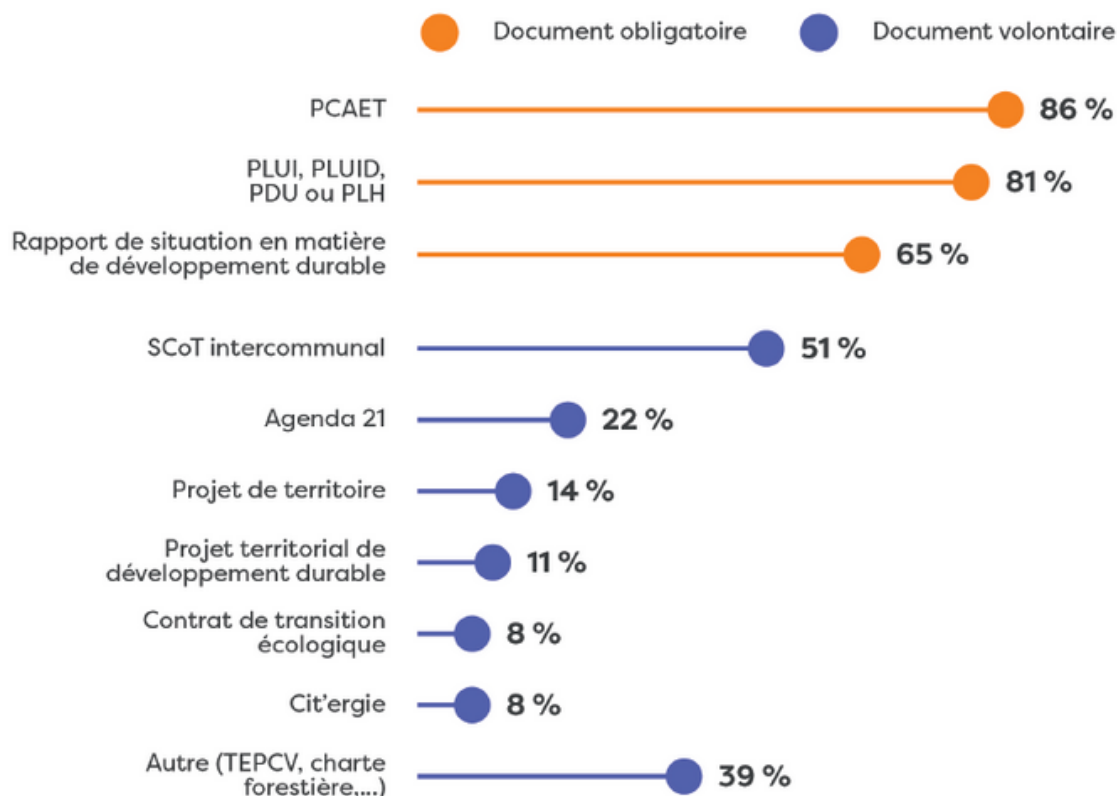 Document obligatoire
Document volontaire
PCAET
86 %
PLUI, PLUID,
PDU ou PLH
81 %
Rapport de situation en matière
de développement durable
65 %
SCoT intercommunal
51 %
Agenda 21
22 %
Projet de territoire
14 %
Projet territorial de
développement durable
11 %
Contrat de transition
écologique
8 %
Cit'ergie
8 %
Autre (TEPCV, charte
forestière,...)
39 %